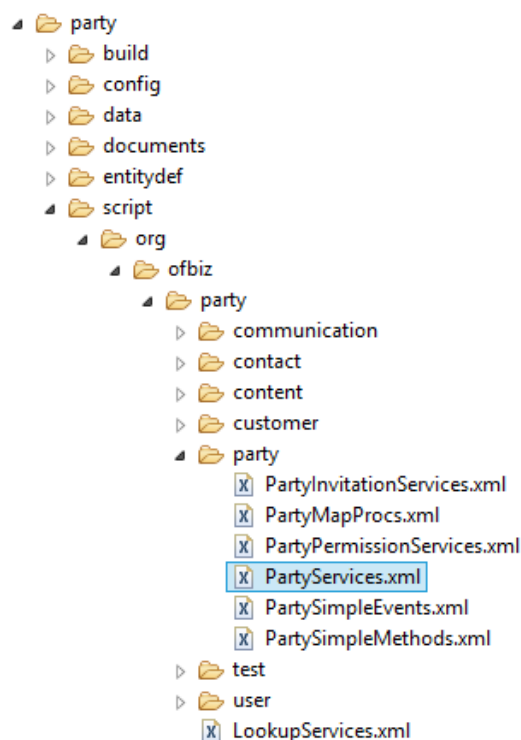 party
build
config
data
documents
entitydef
script
org
ofbiz
party
communication
contact
content
customer
party
PartyInvitationServices.xml
PartyMapProcs.xml
PartyPermissionServices.xml
PartyServices.xml
PartySimpleEvents.xml
PartySimpleMethods.xml
test
user
LookupServices.xml